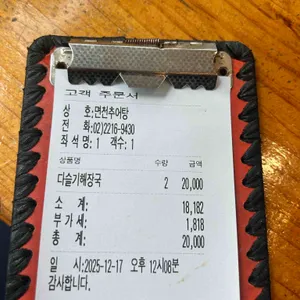 고객 주문서
상 호:면천추어탕
전 화:02)2216-9430
좌석명:1 객수:1
상품명 수량 금액
다슬기해장국 2 20,000
소 계: 18,182
부가세: 1,818
총 계: 20,000
일 시:2025-12-17 오후 12시08분
감사합니다.